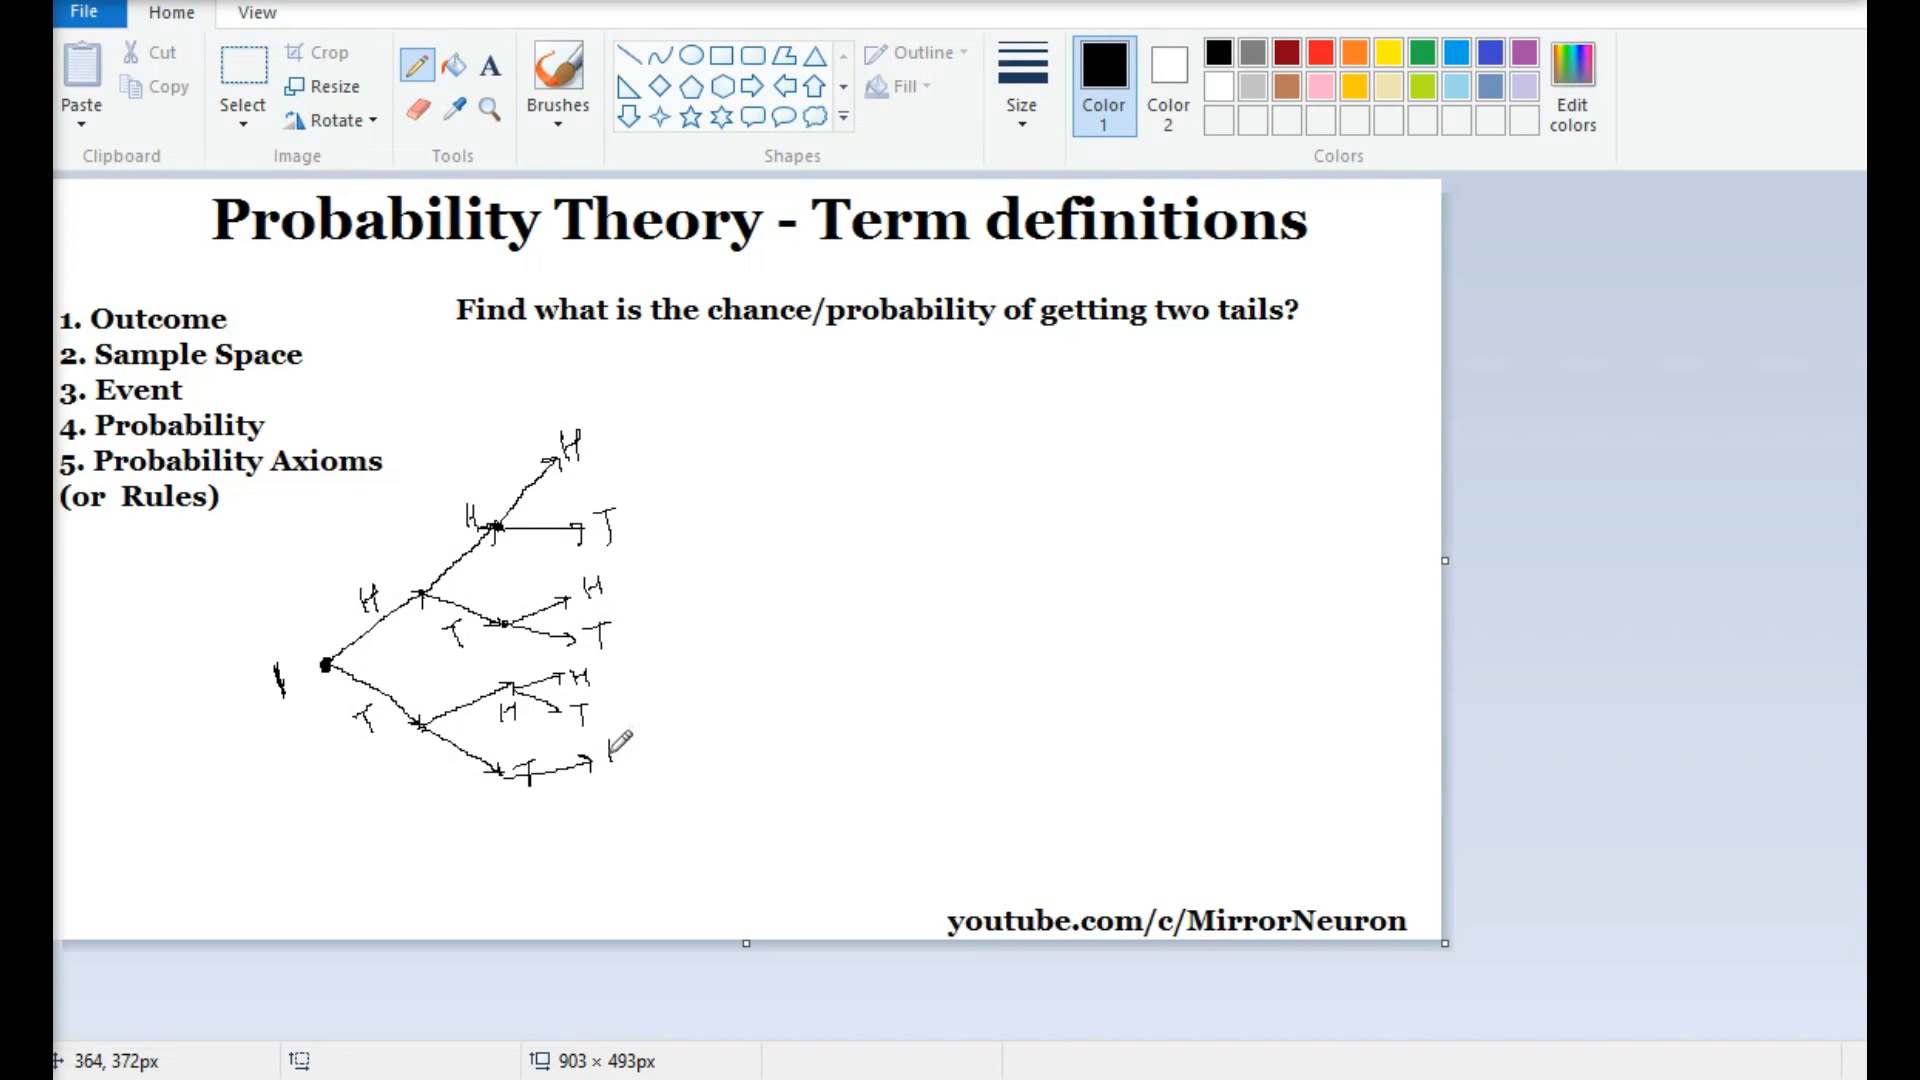 File Home View
Paste
Cut
Copy
Clipboard
Select
Crop
Resize
Rotate
Image
A
Tools
Brushes
Outline
Fill
Shapes
Size
Color 1
Color 2
Edit colors
Colors
Probability Theory - Term definitions
Find what is the chance/probability of getting two tails?
1. Outcome
2. Sample Space
3. Event
4. Probability
5. Probability Axioms
(or Rules)
H
H
T
H
H
T
T
H
T
H
T
T
youtube.com/c/MirrorNeuron
364, 372px
903 × 493px